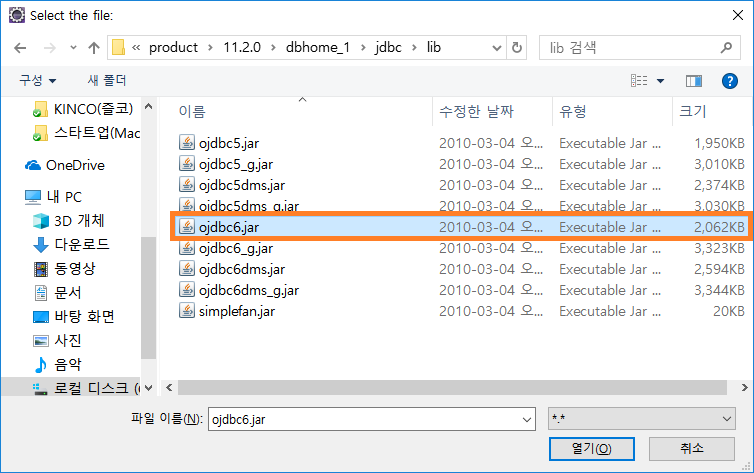 Select the file:
« product > 11.2.0 > dbhome_1 > jdbc > lib
lib 검색
구성 새 폴더
이름 수정한 날짜 유형 크기
KINCO(즐코)
스타트업(Mac
OneDrive
내 PC
3D 개체
다운로드
동영상
문서
바탕 화면
사진
음악
로컬 디스크 (
ojdbc5.jar 2010-03-04 오... Executable Jar ... 1,950KB
ojdbc5_g.jar 2010-03-04 오... Executable Jar ... 3,010KB
ojdbc5dms.jar 2010-03-04 오... Executable Jar ... 2,374KB
ojdbc5dms_g.jar 2010-03-04 오... Executable Jar ... 3,030KB
ojdbc6.jar 2010-03-04 오... Executable Jar ... 2,062KB
ojdbc6_g.jar 2010-03-04 오... Executable Jar ... 3,323KB
ojdbc6dms.jar 2010-03-04 오... Executable Jar ... 2,594KB
ojdbc6dms_g.jar 2010-03-04 오... Executable Jar ... 3,344KB
simplefan.jar 2010-03-04 오... Executable Jar ... 20KB
파일 이름(N): ojdbc6.jar *.*
열기(O) 취소